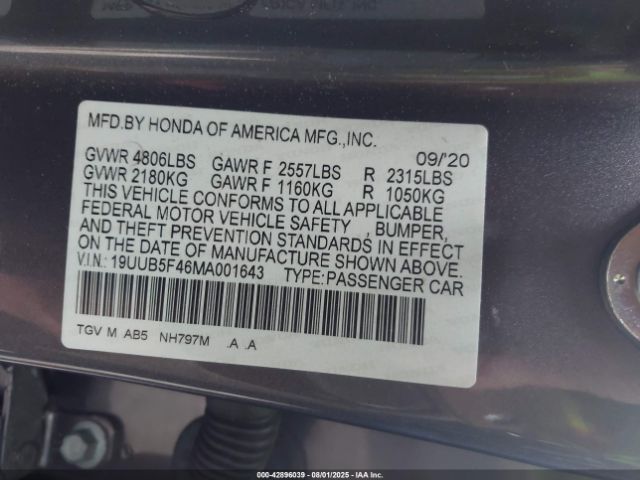 MFD.BY HONDA OF AMERICA MFG.,INC.
09/'20
GVWR 4806LBS GAWR F 2557LBS R 2315LBS
GVWR 2180KG GAWR F 1160KG R 1050KG
THIS VEHICLE CONFORMS TO ALL APPLICABLE
FEDERAL MOTOR VEHICLE SAFETY , BUMPER,
AND THEFT PREVENTION STANDARDS IN EFFECT
ON THE DATE OF MANUFACTURE SHOWN ABOVE.
V.I.N.: 19UUB5F46MA001643 TYPE:PASSENGER CAR
TGV M AB5 NH797M .A .A
000-42896039 - 08/01/2025 - IAA Inc.